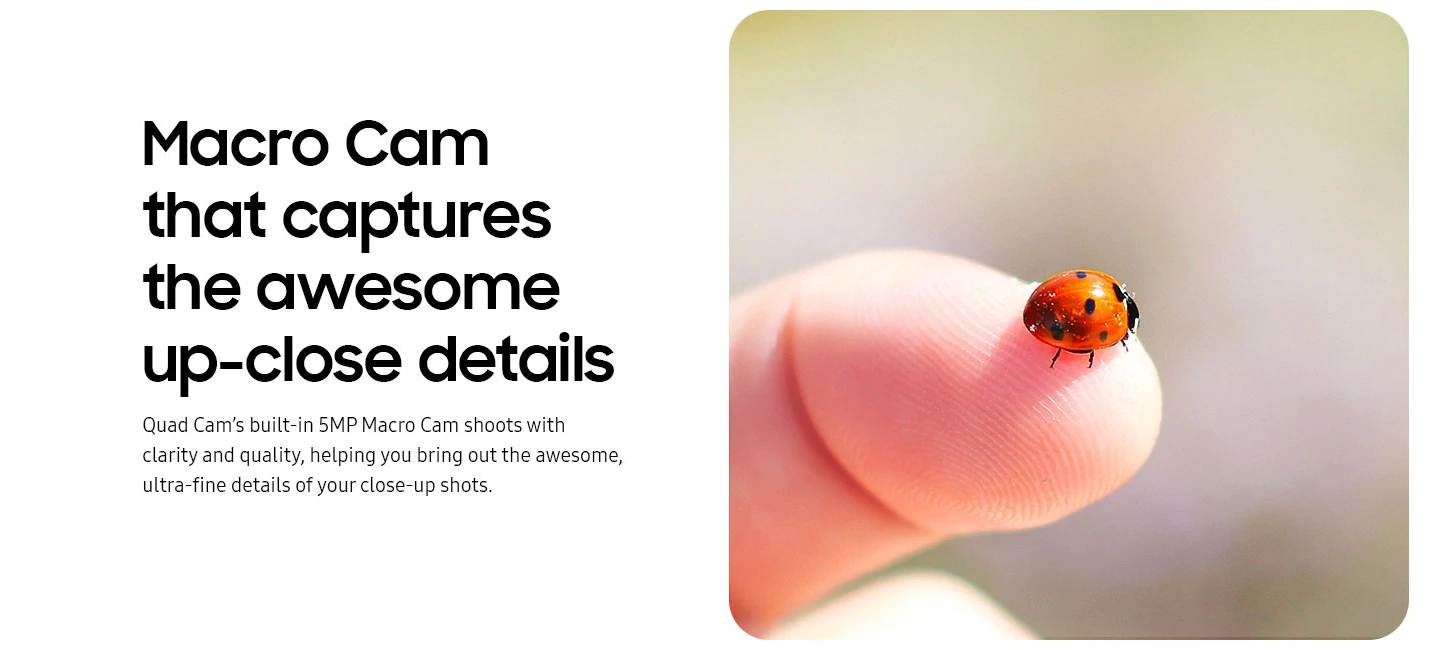 Macro Cam
that captures
the awesome
up-close details
Quad Cam’s built-in 5MP Macro Cam shoots with
clarity and quality, helping you bring out the awesome,
ultra-fine details of your close-up shots.